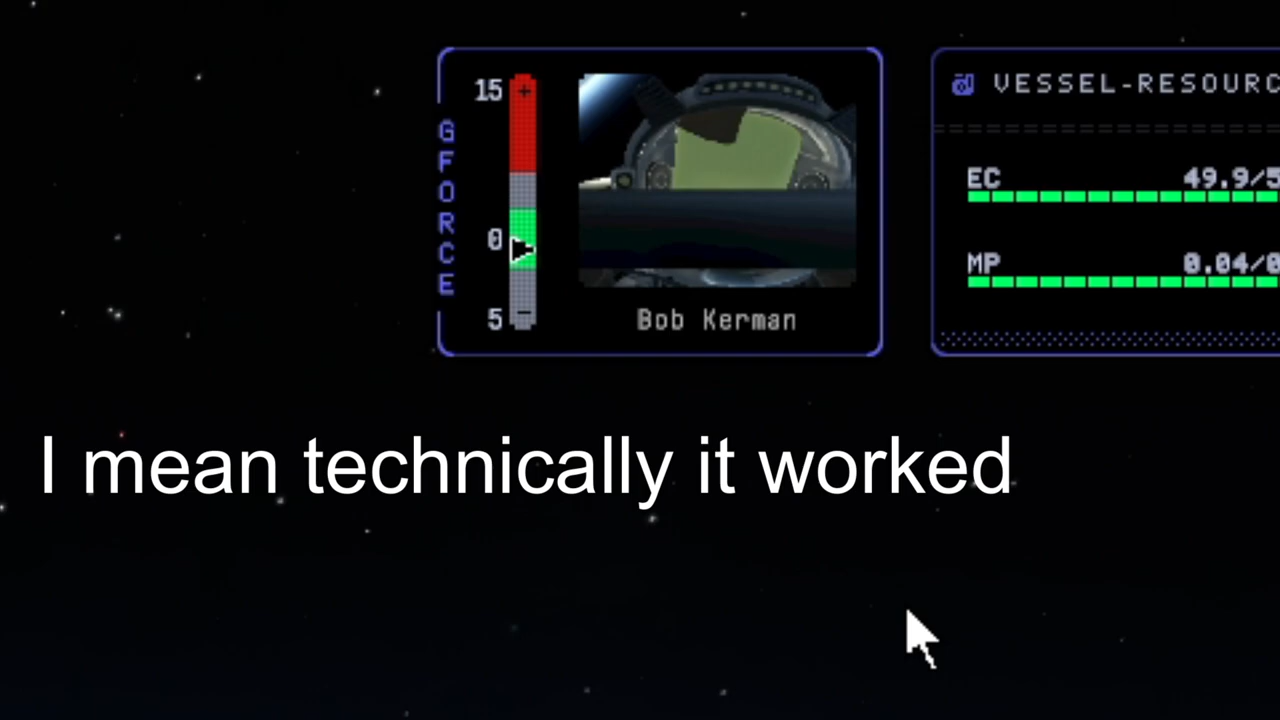 15
+
GFORCE
0
5
-
Bob Kerman
VESSEL-RESOURC
EC 49.9/5
MP 0.04/0
I mean technically it worked